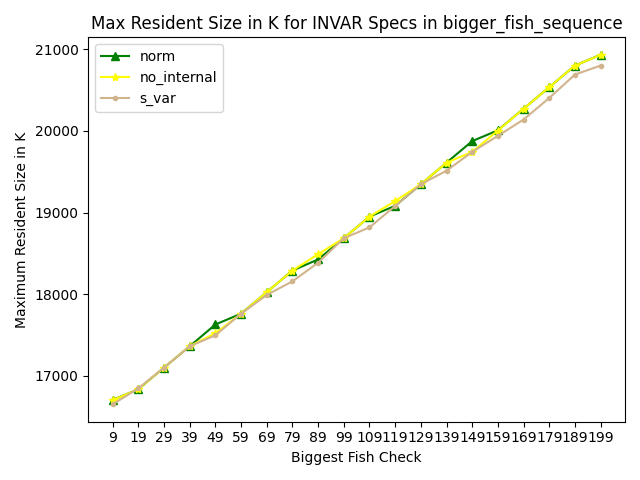 Max Resident Size in K for INVAR Specs in bigger_fish_sequence
norm
no_internal
s_var
21000
20000
19000
18000
17000
Maximum Resident Size in K
9 19 29 39 49 59 69 79 89 99 109 119 129 139 149 159 169 179 189 199
Biggest Fish Check